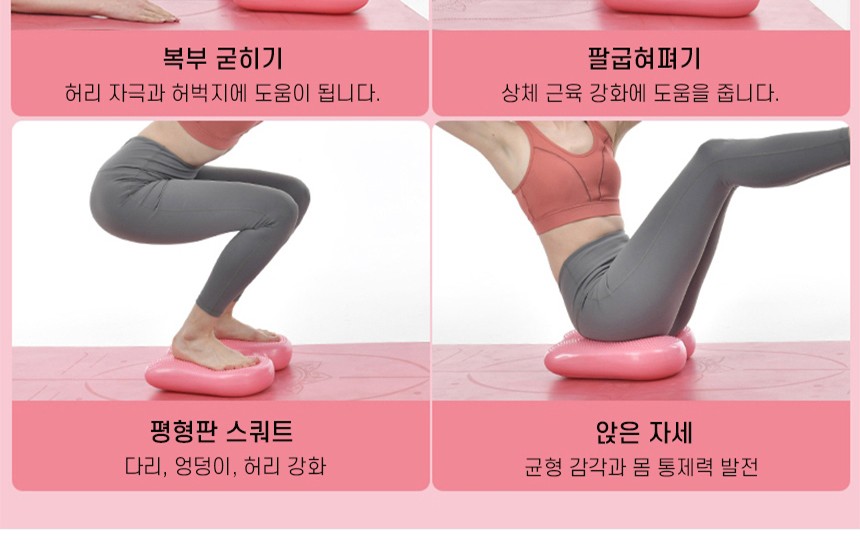 복부 굳히기
허리 자극과 허벅지에 도움이 됩니다.
팔굽혀펴기
상체 근육 강화에 도움을 줍니다.
평형판 스쿼트
다리, 엉덩이, 허리 강화
앉은 자세
균형 감각과 몸 통제력 발전